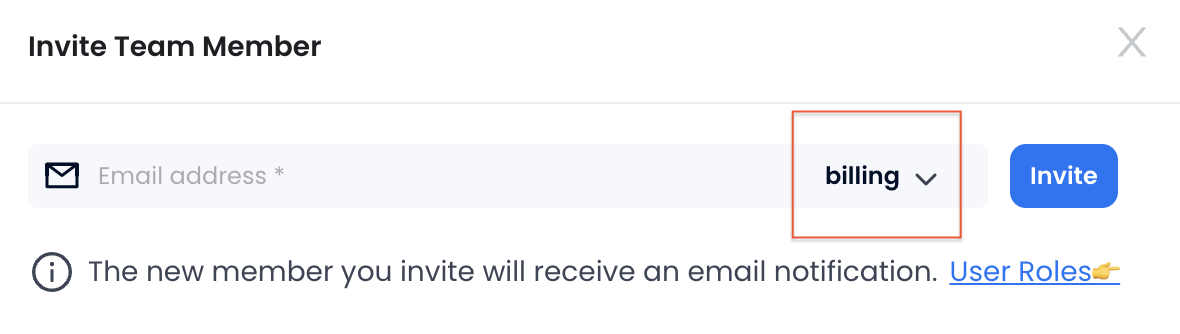 Invite Team Member
Email address *
billing
Invite
The new member you invite will receive an email notification. User Roles👉